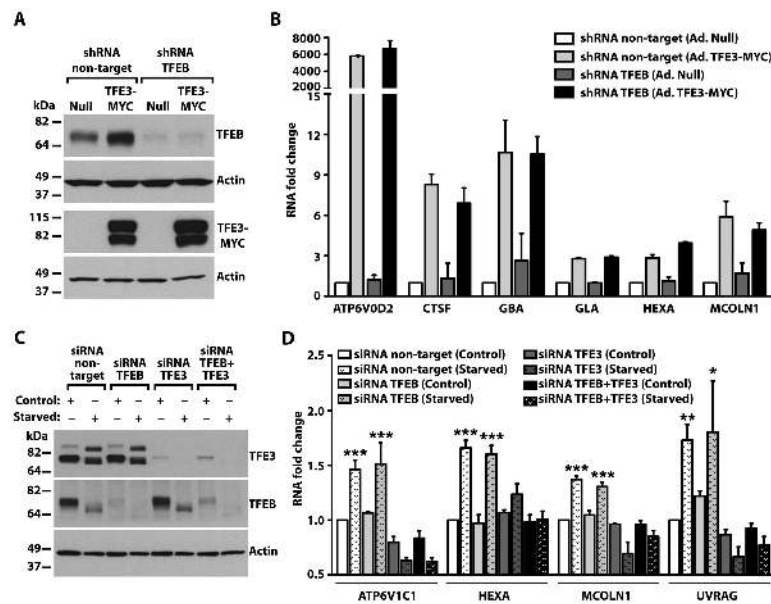 A
shRNA non-target
shRNA TFEB
Null TFE3-MYC Null TFE3-MYC
kDa
82
64
TFEB
49
37
Actin
115
82
TFE3-MYC
49
37
Actin
B
RNA fold change
8000
6000
4000
2000
12
9
6
3
0
shRNA non-target (Ad. Null)
shRNA non-target (Ad. TFE3-MYC)
shRNA TFEB (Ad. Null)
shRNA TFEB (Ad. TFE3-MYC)
ATP6V0D2 CTSF GBA GLA HEXA MCOLN1
C
siRNA non-target
siRNA TFEB
siRNA TFE3
siRNA TFEB+ TFE3
Control: + – + – + – + –
Starved: – + – + – + – +
kDa
82
64
TFE3
82
64
TFEB
49
37
Actin
D
RNA fold change
2.5
2.0
1.5
1.0
0.5
siRNA non-target (Control)
siRNA non-target (Starved)
siRNA TFEB (Control)
siRNA TFEB (Starved)
siRNA TFE3 (Control)
siRNA TFE3 (Starved)
siRNA TFEB+TFE3 (Control)
siRNA TFEB+TFE3 (Starved)
*** *** *** *** *** *** ** *
ATP6V1C1 HEXA MCOLN1 UVRAG